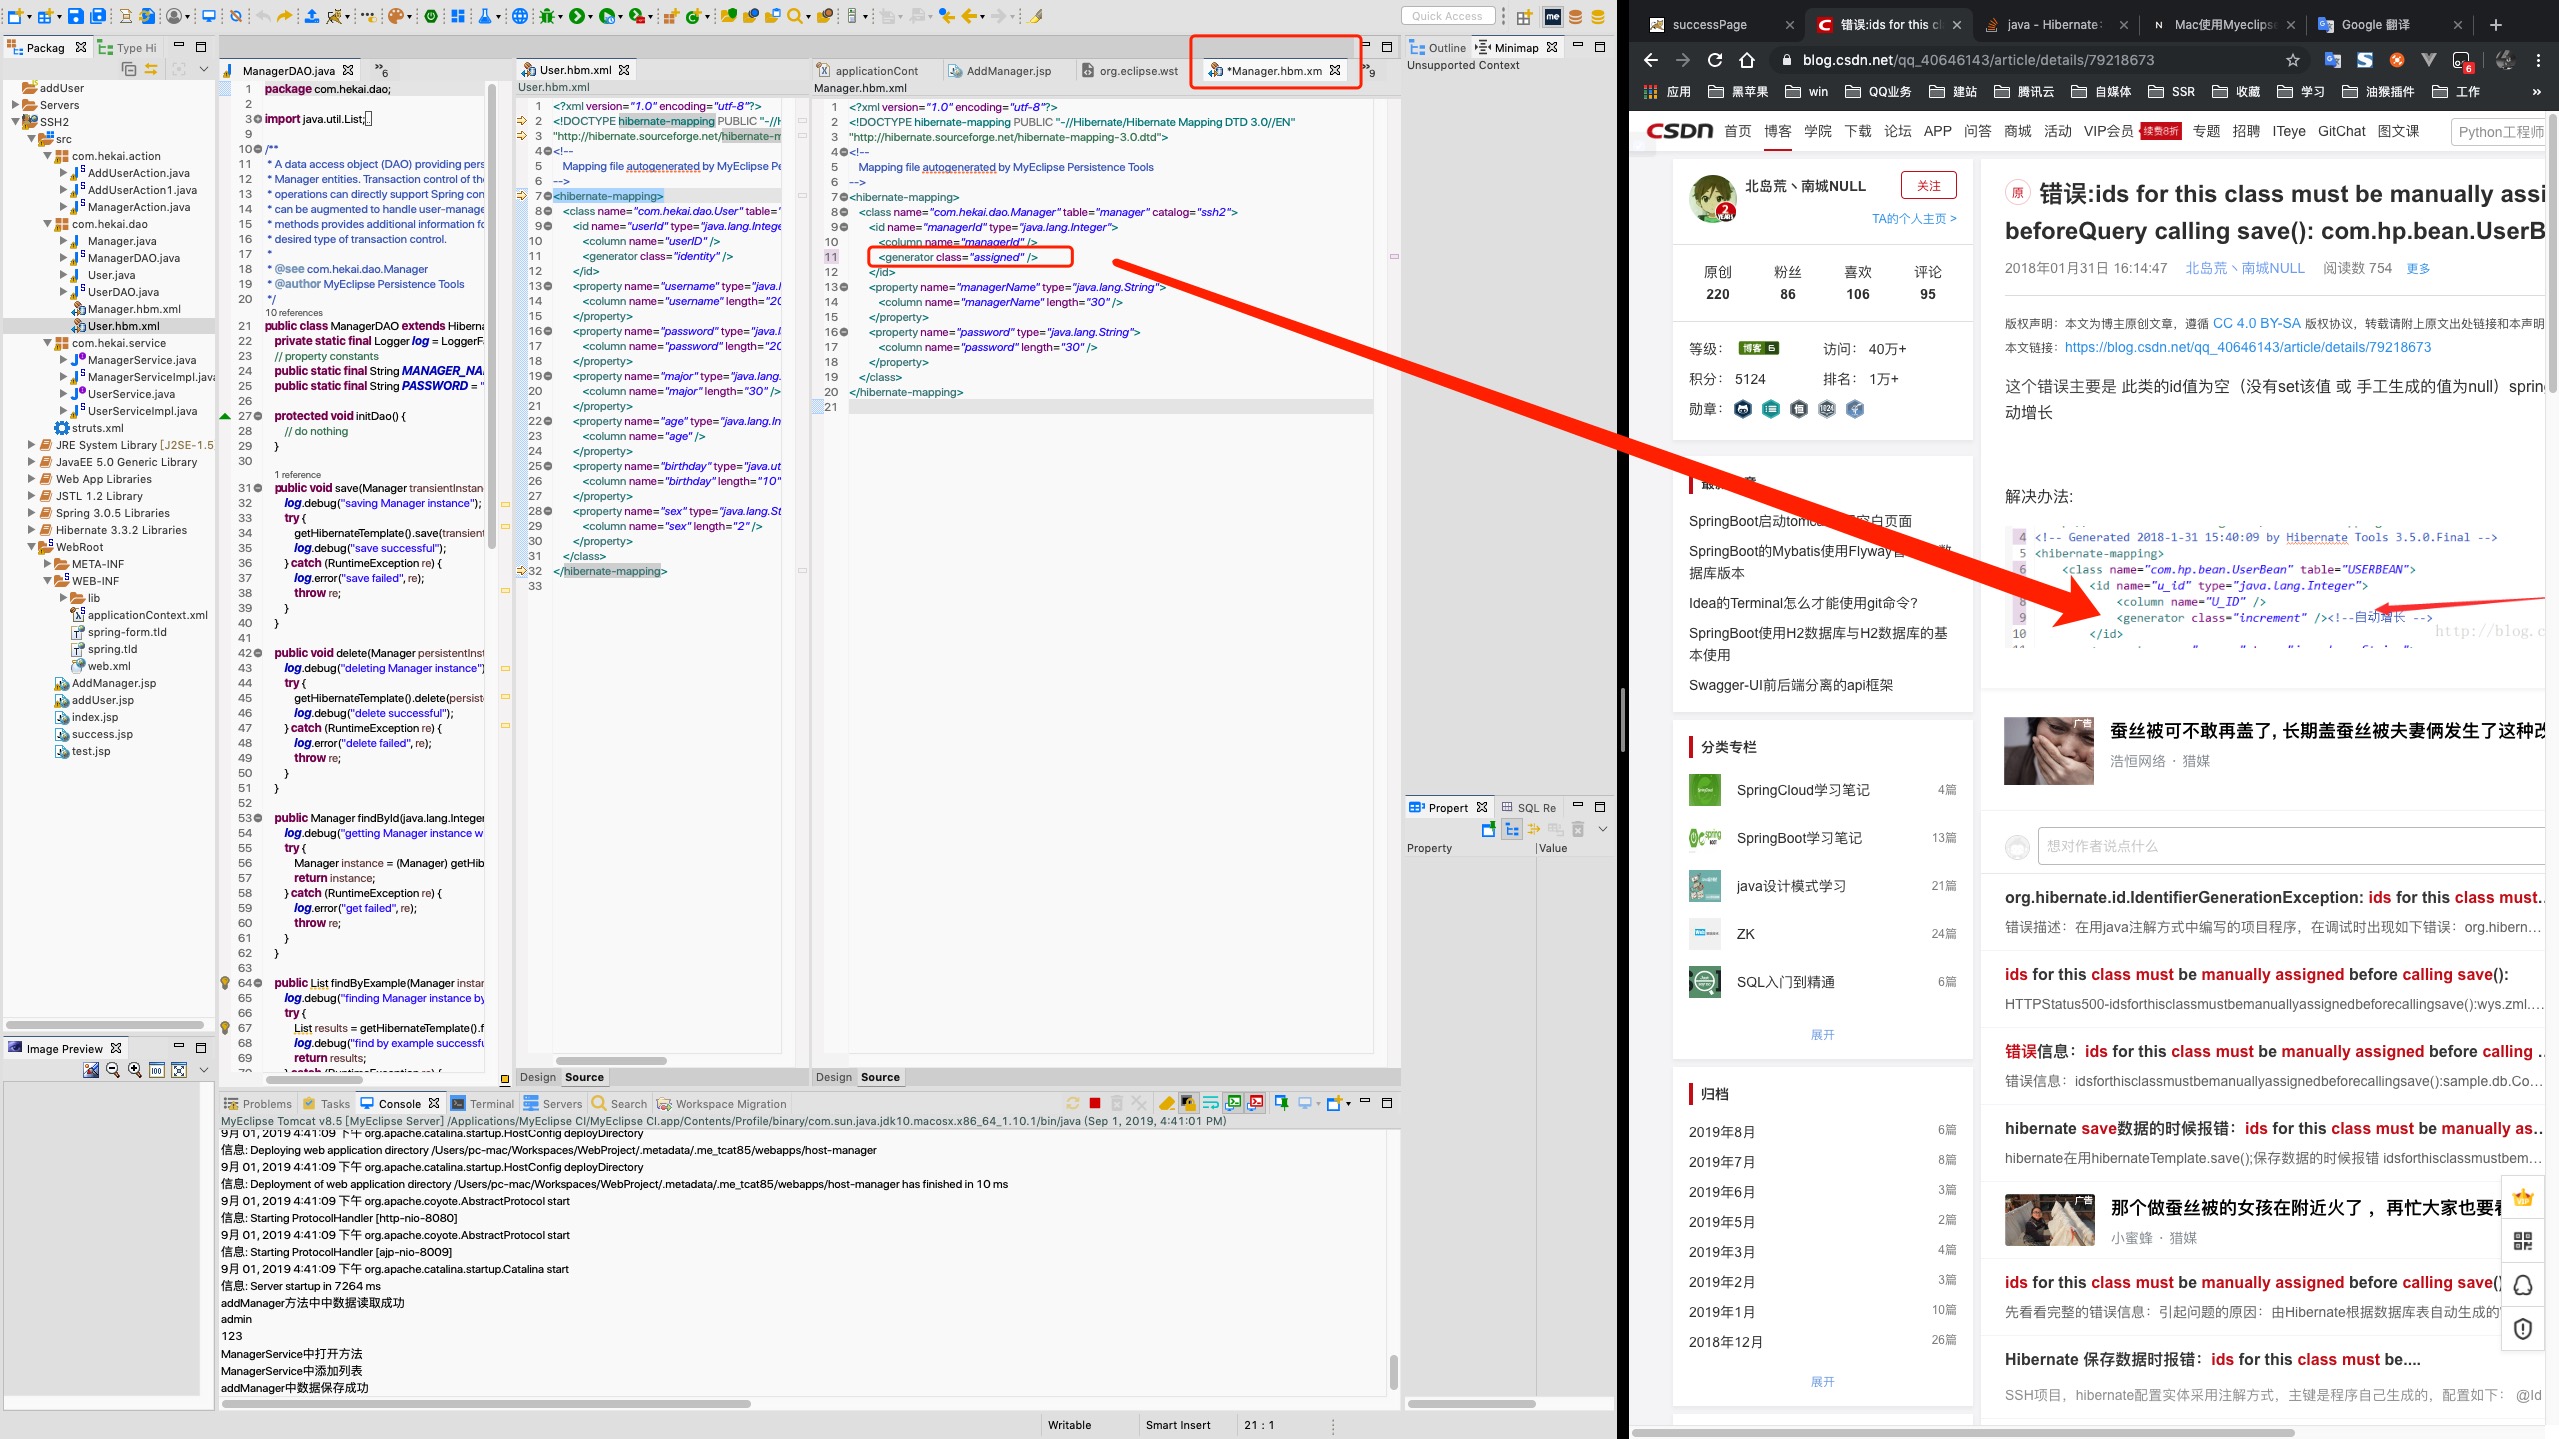 Quick Access
Packag
Type Hi
addUser
Servers
SSH2
src
com.hekai.action
AddUserAction.java
AddUserAction1.java
ManagerAction.java
com.hekai.dao
Manager.java
ManagerDAO.java
User.java
UserDAO.java
Manager.hbm.xml
User.hbm.xml
com.hekai.service
ManagerService.java
ManagerServiceImpl.java
UserService.java
UserServiceImpl.java
struts.xml
JRE System Library [J2SE-1.5
JavaEE 5.0 Generic Library
Web App Libraries
JSTL 1.2 Library
Spring 3.0.5 Libraries
Hibernate 3.3.2 Libraries
WebRoot
META-INF
WEB-INF
lib
applicationContext.xml
spring-form.tld
spring.tld
web.xml
AddManager.jsp
addUser.jsp
index.jsp
success.jsp
test.jsp
Image Preview
ManagerDAO.java
»6
1 package com.hekai.dao;
2
3 import java.util.List;
9
10 /**
11 * A data access object (DAO) providing pers
12 * Manager entities. Transaction control of the
13 * operations can directly support Spring con
14 * can be augmented to handle user-manage
15 * methods provides additional information fo
16 * desired type of transaction control.
17 *
18 * @see com.hekai.dao.Manager
19 * @author MyEclipse Persistence Tools
20 */
10 references
21 public class ManagerDAO extends Hiberna
22 private static final Logger log = LoggerFa
23 // property constants
24 public static final String MANAGER_NA
25 public static final String PASSWORD = "
26
27 protected void initDao() {
28 // do nothing
29 }
30
1 reference
31 public void save(Manager transientInstan
32 log.debug("saving Manager instance");
33 try {
34 getHibernateTemplate().save(transient
35 log.debug("save successful");
36 } catch (RuntimeException re) {
37 log.error("save failed", re);
38 throw re;
39 }
40 }
41
42 public void delete(Manager persistentInst
43 log.debug("deleting Manager instance")
44 try {
45 getHibernateTemplate().delete(persiste
46 log.debug("delete successful");
47 } catch (RuntimeException re) {
48 log.error("delete failed", re);
49 throw re;
50 }
51 }
52
53 public Manager findById(java.lang.Integer
54 log.debug("getting Manager instance w
55 try {
56 Manager instance = (Manager) getHib
57 return instance;
58 } catch (RuntimeException re) {
59 log.error("get failed", re);
60 throw re;
61 }
62 }
63
64 public List findByExample(Manager instan
65 log.debug("finding Manager instance by
66 try {
67 List results = getHibernateTemplate().f
68 log.debug("find by example successfu
69 return results;
User.hbm.xml
User.hbm.xml
1 <?xml version="1.0" encoding="utf-8"?>
2 <!DOCTYPE hibernate-mapping PUBLIC "-//H
3 "http://hibernate.sourceforge.net/hibernate-m
4 <!--
5 Mapping file autogenerated by MyEclipse Pe
6 -->
7 <hibernate-mapping>
8 <class name="com.hekai.dao.User" table="
9 <id name="userId" type="java.lang.Intege
10 <column name="userID" />
11 <generator class="identity" />
12 </id>
13 <property name="username" type="java.l
14 <column name="username" length="20
15 </property>
16 <property name="password" type="java.l
17 <column name="password" length="20
18 </property>
19 <property name="major" type="java.lang.
20 <column name="major" length="30" />
21 </property>
22 <property name="age" type="java.lang.In
23 <column name="age" />
24 </property>
25 <property name="birthday" type="java.ut
26 <column name="birthday" length="10"
27 </property>
28 <property name="sex" type="java.lang.St
29 <column name="sex" length="2" />
30 </property>
31 </class>
32 </hibernate-mapping>
33
Design Source
applicationCont
AddManager.jsp
org.eclipse.wst
*Manager.hbm.xm
»9
Manager.hbm.xml
1 <?xml version="1.0" encoding="utf-8"?>
2 <!DOCTYPE hibernate-mapping PUBLIC "-//Hibernate/Hibernate Mapping DTD 3.0//EN"
3 "http://hibernate.sourceforge.net/hibernate-mapping-3.0.dtd">
4 <!--
5 Mapping file autogenerated by MyEclipse Persistence Tools
6 -->
7 <hibernate-mapping>
8 <class name="com.hekai.dao.Manager" table="manager" catalog="ssh2">
9 <id name="managerId" type="java.lang.Integer">
10 <column name="managerId" />
11 <generator class="assigned" />
12 </id>
13 <property name="managerName" type="java.lang.String">
14 <column name="managerName" length="30" />
15 </property>
16 <property name="password" type="java.lang.String">
17 <column name="password" length="30" />
18 </property>
19 </class>
20 </hibernate-mapping>
21
Design Source
Outline
Minimap
Unsupported Context
Propert
SQL Re
Property Value
Problems Tasks Console Terminal Servers Search Workspace Migration
MyEclipse Tomcat v8.5 [MyEclipse Server] /Applications/MyEclipse CI/MyEclipse CI.app/Contents/Profile/binary/com.sun.java.jdk10.macosx.x86_64_1.10.1/bin/java (Sep 1, 2019, 4:41:01 PM)
9月 01, 2019 4:41:09 下午 org.apache.catalina.startup.HostConfig deployDirectory
信息: Deploying web application directory /Users/pc-mac/Workspaces/WebProject/.metadata/.me_tcat85/webapps/host-manager
9月 01, 2019 4:41:09 下午 org.apache.catalina.startup.HostConfig deployDirectory
信息: Deployment of web application directory /Users/pc-mac/Workspaces/WebProject/.metadata/.me_tcat85/webapps/host-manager has finished in 10 ms
9月 01, 2019 4:41:09 下午 org.apache.coyote.AbstractProtocol start
信息: Starting ProtocolHandler [http-nio-8080]
9月 01, 2019 4:41:09 下午 org.apache.coyote.AbstractProtocol start
信息: Starting ProtocolHandler [ajp-nio-8009]
9月 01, 2019 4:41:09 下午 org.apache.catalina.startup.Catalina start
信息: Server startup in 7264 ms
addManager方法中中数据读取成功
admin
123
ManagerService中打开方法
ManagerService中添加列表
addManager中数据保存成功
Writable Smart Insert 21 : 1
successPage
错误:ids for this cl
java - Hibernate:
Mac使用Myeclipse
Google 翻译
blog.csdn.net/qq_40646143/article/details/79218673
应用 黑苹果 win QQ业务 建站 腾讯云 自媒体 SSR 收藏 学习 油猴插件 工作 »
CSDN 首页 博客 学院 下载 论坛 APP 问答 商城 活动 VIP会员 续费8折 专题 招聘 ITeye GitChat 图文课 Python工程师
北岛荒丶南城NULL
关注
TA的个人主页 >
原创 粉丝 喜欢 评论
220 86 106 95
等级: 博客 6 访问: 40万+
积分: 5124 排名: 1万+
勋章:
SpringBoot启动tom
空白页面
SpringBoot的Mybatis使用Flyway
数据库版本
Idea的Terminal怎么才能使用git命令?
SpringBoot使用H2数据库与H2数据库的基本使用
Swagger-UI前后端分离的api框架
分类专栏
SpringCloud学习笔记 4篇
SpringBoot学习笔记 13篇
java设计模式学习 21篇
ZK 24篇
SQL入门到精通 6篇
展开
归档
2019年8月 6篇
2019年7月 8篇
2019年6月 3篇
2019年5月 2篇
2019年3月 4篇
2019年2月 3篇
2019年1月 10篇
2018年12月 26篇
展开
原 错误:ids for this class must be manually assi
beforeQuery calling save(): com.hp.bean.UserB
2018年01月31日 16:14:47 北岛荒丶南城NULL 阅读数 754 更多
版权声明：本文为博主原创文章，遵循 CC 4.0 BY-SA 版权协议，转载请附上原文出处链接和本声明
本文链接：https://blog.csdn.net/qq_40646143/article/details/79218673
这个错误主要是 此类的id值为空（没有set该值 或 手工生成的值为null）sprin
动增长
解决办法:
4 <!-- Generated 2018-1-31 15:40:09 by Hibernate Tools 3.5.0.Final -->
5 <hibernate-mapping>
6 <class name="com.hp.bean.UserBean" table="USERBEAN">
<id name="u_id" type="java.lang.Integer">
8 <column name="U_ID" />
9 <generator class="increment" /><!--自动增长 -->
10 </id>
http://blog.c
广告
蚕丝被可不敢再盖了, 长期盖蚕丝被夫妻俩发生了这种改
浩恒网络 · 猎媒
想对作者说点什么
org.hibernate.id.IdentifierGenerationException: ids for this class must...
错误描述：在用java注解方式中编写的项目程序，在调试时出现如下错误：org.hibern...
ids for this class must be manually assigned before calling save():
HTTPStatus500-idsforthisclassmustbemanuallyassignedbeforecallingsave():wys.zml....
错误信息：ids for this class must be manually assigned before calling ...
错误信息：idsforthisclassmustbemanuallyassignedbeforecallingsave():sample.db.Co...
hibernate save数据的时候报错：ids for this class must be manually as...
hibernate在用hibernateTemplate.save();保存数据的时候报错 idsforthisclassmustbem...
广告
那个做蚕丝被的女孩在附近火了 ，再忙大家也要看
小蜜蜂 · 猎媒
ids for this class must be manually assigned before calling save()
先看看完整的错误信息：引起问题的原因：由Hibernate根据数据库表自动生成的
Hibernate 保存数据时报错：ids for this class must be....
SSH项目，hibernate配置实体采用注解方式，主键是程序自己生成的，配置如下： @Id